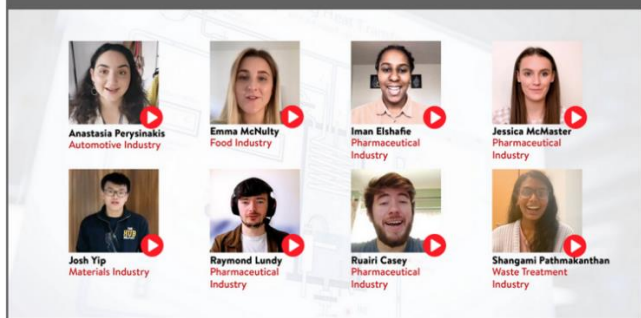 Anastasia Perysinakis
Automotive Industry
Emma McNulty
Food Industry
Iman Elshafie
Pharmaceutical
Industry
Jessica McMaster
Pharmaceutical
Industry
Josh Yip
Materials Industry
Raymond Lundy
Pharmaceutical
Industry
Ruairi Casey
Pharmaceutical
Industry
Shangami Pathmakanthan
Waste Treatment
Industry